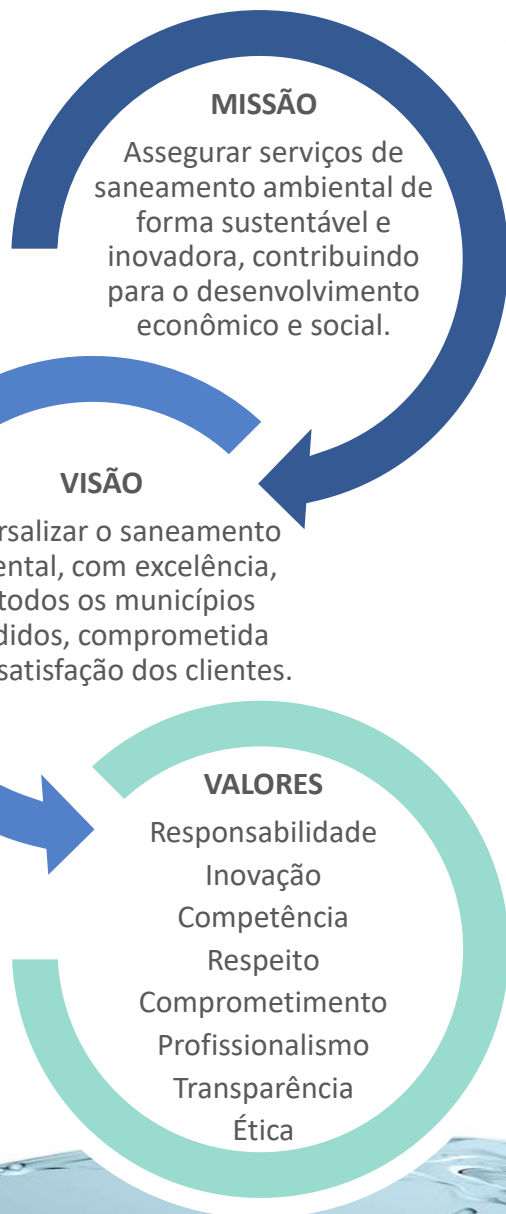 MISSÃO
Assegurar serviços de
saneamento ambiental de
forma sustentável e
inovadora, contribuindo
para o desenvolvimento
econômico e social.
VISÃO
o saneamento
com excelência,
todos os municípios
comprometida
satisfação dos clientes.
VALORES
Responsabilidade
Inovação
Competência
Respeito
Comprometimento
Profissionalismo
Transparência
Ética